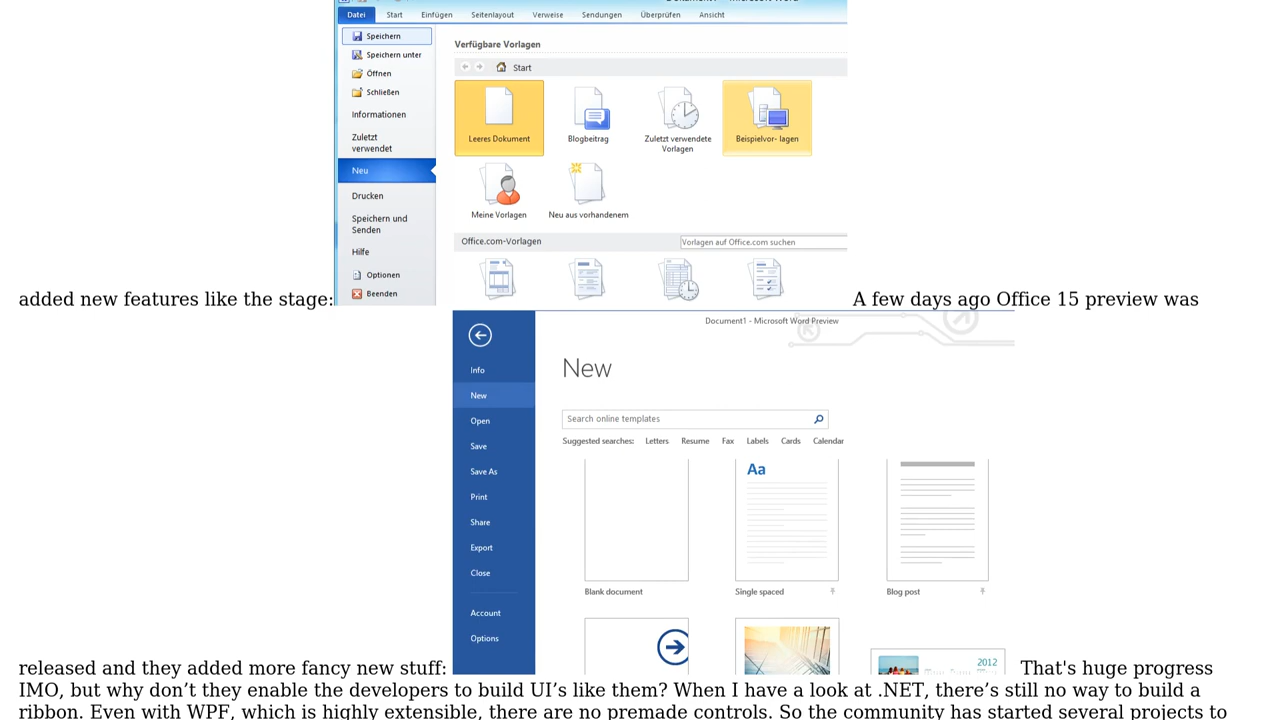 Datei Start Einfügen Seitenlayout Verweise Sendungen Überprüfen Ansicht
Speichern
Speichern unter
Öffnen
Schließen
Informationen
Zuletzt
verwendet
Neu
Drucken
Speichern und
Senden
Hilfe
Optionen
Beenden
Verfügbare Vorlagen
Start
Leeres Dokument Blogbeitrag Zuletzt verwendete Beispielvor- lagen
Vorlagen
Meine Vorlagen Neu aus vorhandenem
Office.com-Vorlagen Vorlagen auf Office.com suchen
added new features like the stage: A few days ago Office 15 preview was
Document1 - Microsoft Word Preview
Info
New
Open
Save
Save As
Print
Share
Export
Close
Account
Options
New
Search online templates
Suggested searches: Letters Resume Fax Labels Cards Calendar
Aa
Blank document Single spaced Blog post
2012
released and they added more fancy new stuff: That's huge progress
IMO, but why don’t they enable the developers to build UI’s like them? When I have a look at .NET, there’s still no way to build a
ribbon. Even with WPF, which is highly extensible, there are no premade controls. So the community has started several projects to